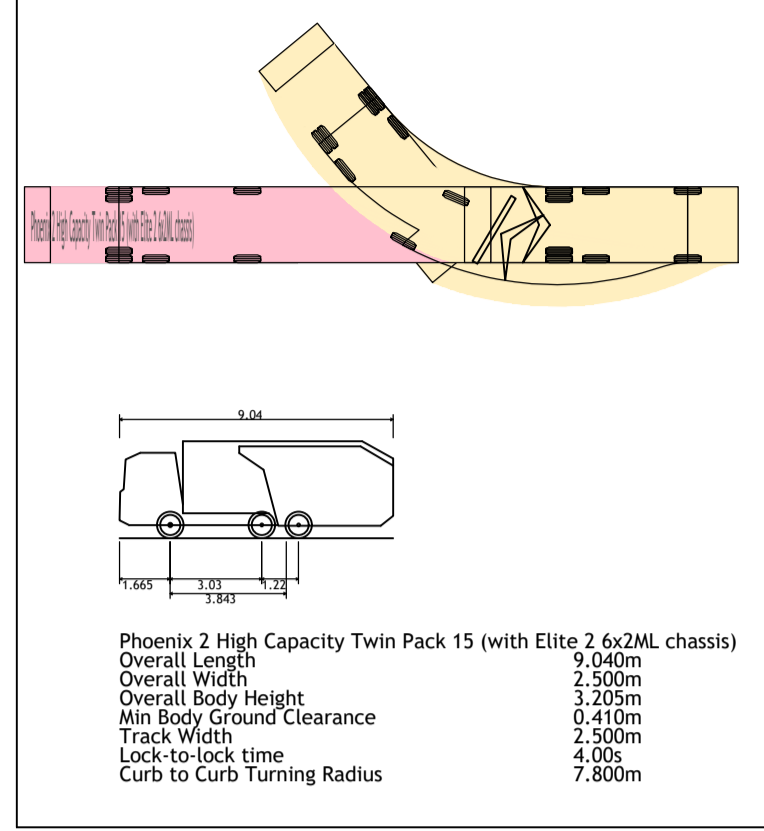 Phoenix 2 High Capacity Twin Pack 15 (with Elite 2 6x2ML chassis)
9.04
1.665
3.03
1.22
3.843
Phoenix 2 High Capacity Twin Pack 15 (with Elite 2 6x2ML chassis)
Overall Length 9.040m
Overall Width 2.500m
Overall Body Height 3.205m
Min Body Ground Clearance 0.410m
Track Width 2.500m
Lock-to-lock time 4.00s
Curb to Curb Turning Radius 7.800m